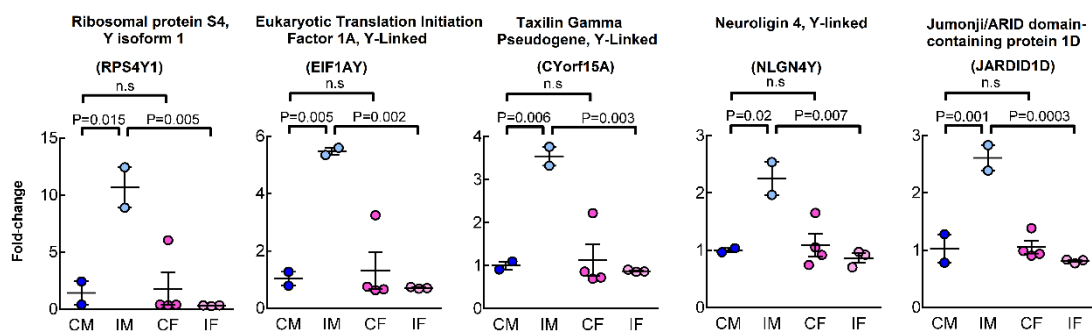 Ribosomal protein S4,
Y isoform 1
(RPS4Y1)
n.s
P=0.015 P=0.005
Fold-change
15
10
5
0
CM IM CF IF
Eukaryotic Translation Initiation
Factor 1A, Y-Linked
(EIF1AY)
n.s
P=0.005 P=0.002
6
4
2
0
CM IM CF IF
Taxilin Gamma
Pseudogene, Y-Linked
(CYorf15A)
n.s
P=0.006 P=0.003
4
3
2
1
0
CM IM CF IF
Neuroligin 4, Y-linked
(NLGN4Y)
n.s
P=0.02 P=0.007
3
2
1
0
CM IM CF IF
Jumonji/ARID domain-
containing protein 1D
(JARDID1D)
n.s
P=0.001 P=0.0003
3
2
1
0
CM IM CF IF